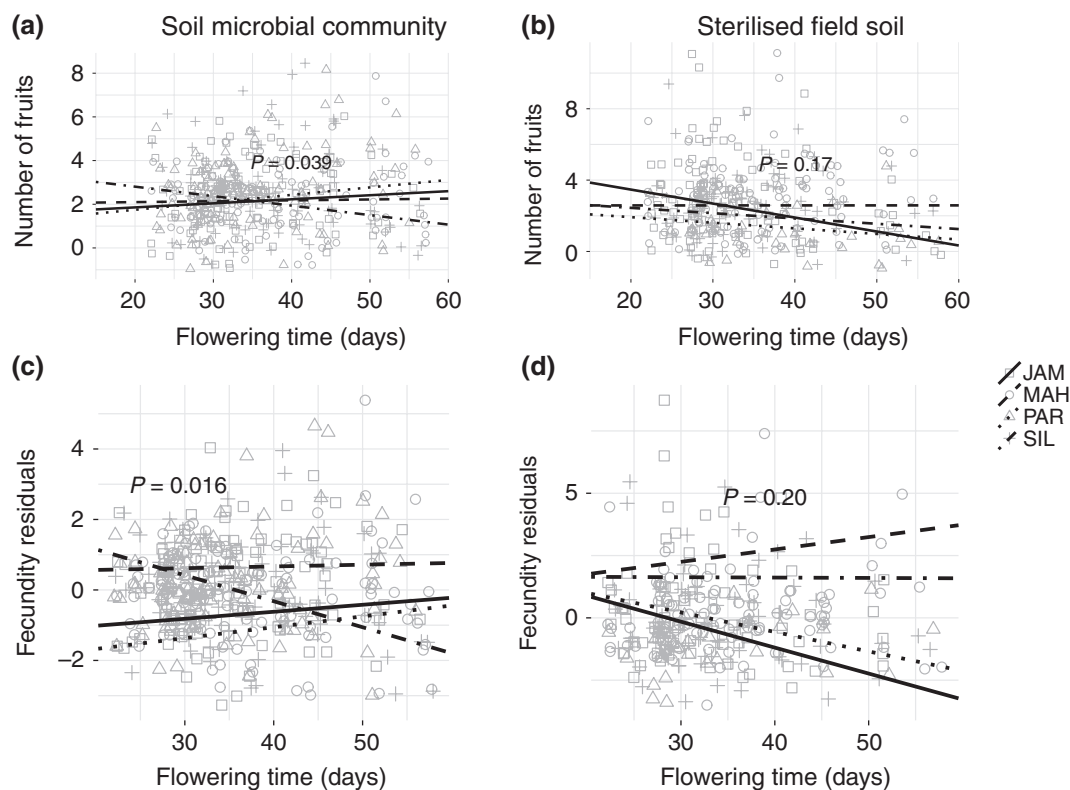 (a) Soil microbial community
Number of fruits
8
6
4
2
0
P = 0.039
20 30 40 50 60
Flowering time (days)
(b) Sterilised field soil
Number of fruits
8
4
0
P = 0.17
20 30 40 50 60
Flowering time (days)
(c)
Fecundity residuals
4
2
0
–2
P = 0.016
30 40 50
Flowering time (days)
(d)
Fecundity residuals
5
0
P = 0.20
30 40 50
Flowering time (days)
JAM
MAH
PAR
SIL